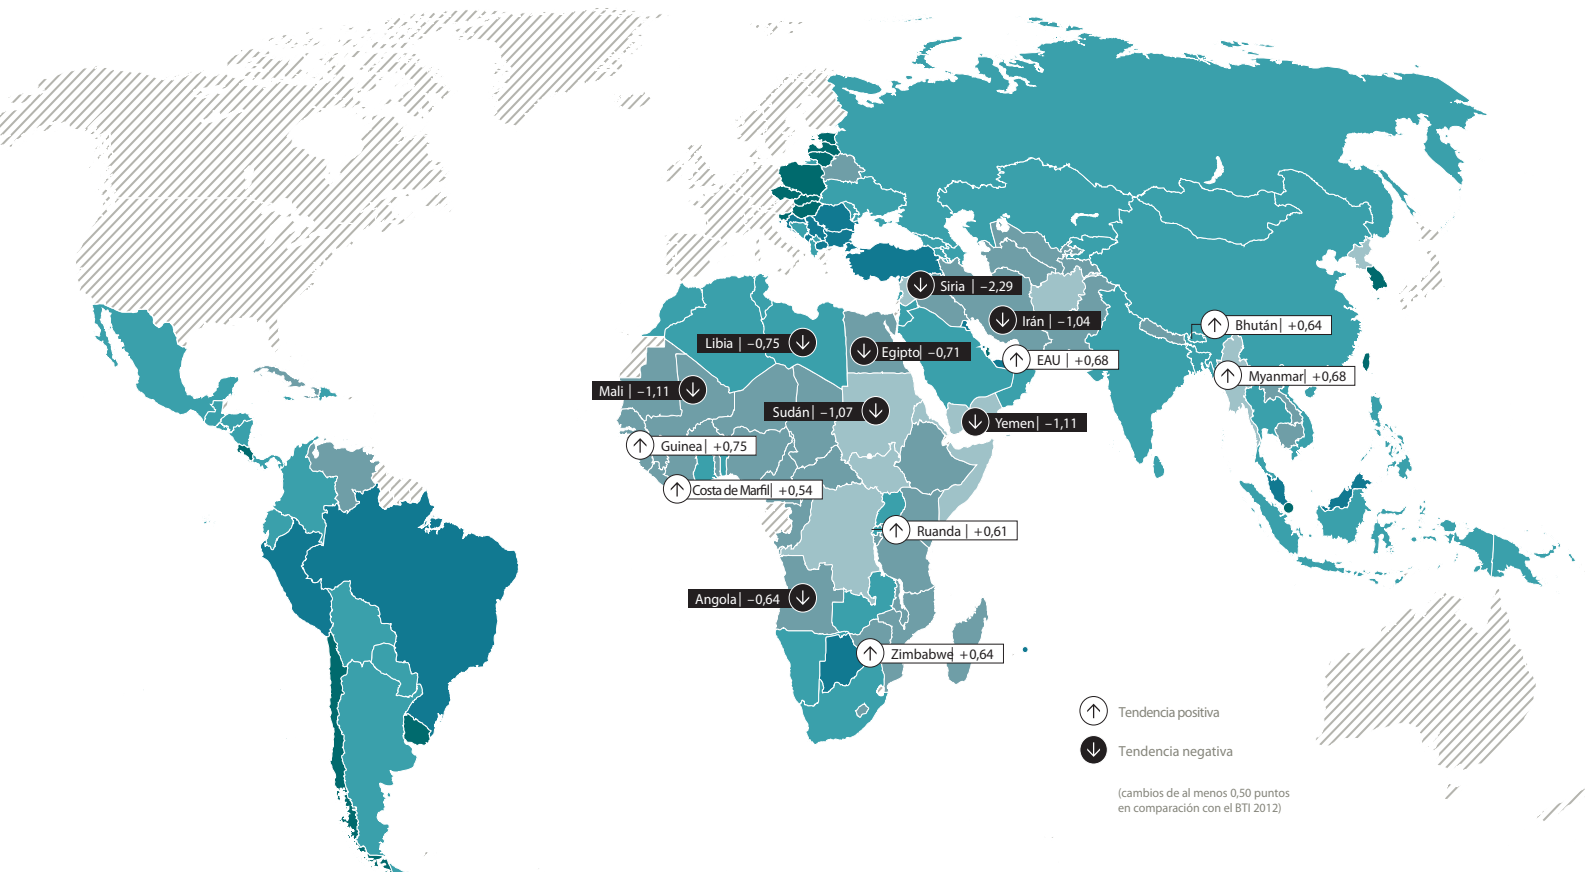 Siria | −2,29
Irán | −1,04
Bhután | +0,64
Libia | −0,75
Egipto | −0,71
EAU | +0,68
Myanmar | +0,68
Mali | −1,11
Sudán | −1,07
Yemen | −1,11
Guinea | +0,75
Costa de Marfil | +0,54
Ruanda | +0,61
Angola | −0,64
Zimbabwe | +0,64
Tendencia positiva
Tendencia negativa
(cambios de al menos 0,50 puntos
en comparación con el BTI 2012)